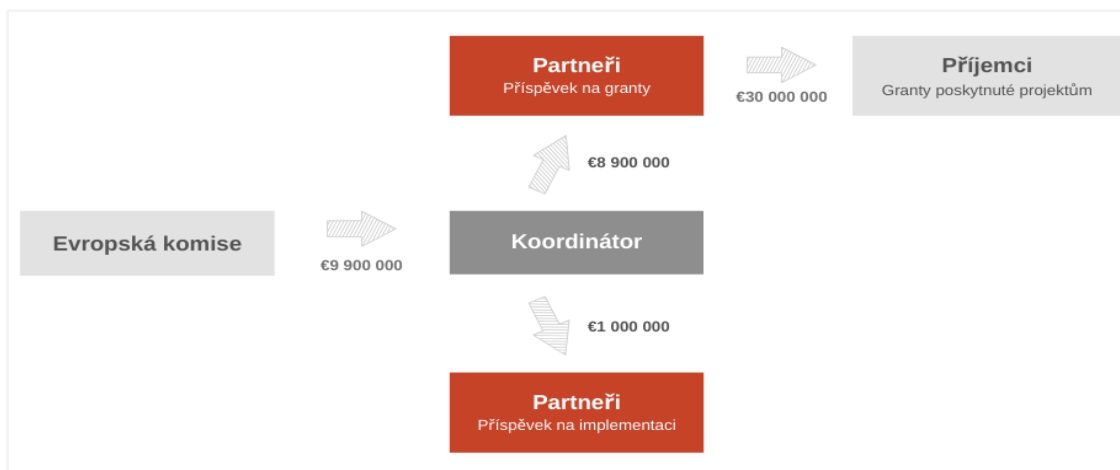 Partneři
Příspěvek na granty
€30 000 000
Příjemci
Granty poskytnuté projektům
€8 900 000
Evropská komise
€9 900 000
Koordinátor
€1 000 000
Partneři
Příspěvek na implementaci